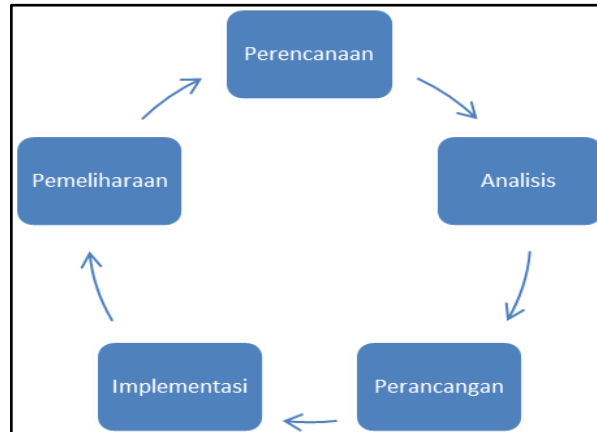 Perencanaan
Analisis
Perancangan
Implementasi
Pemeliharaan